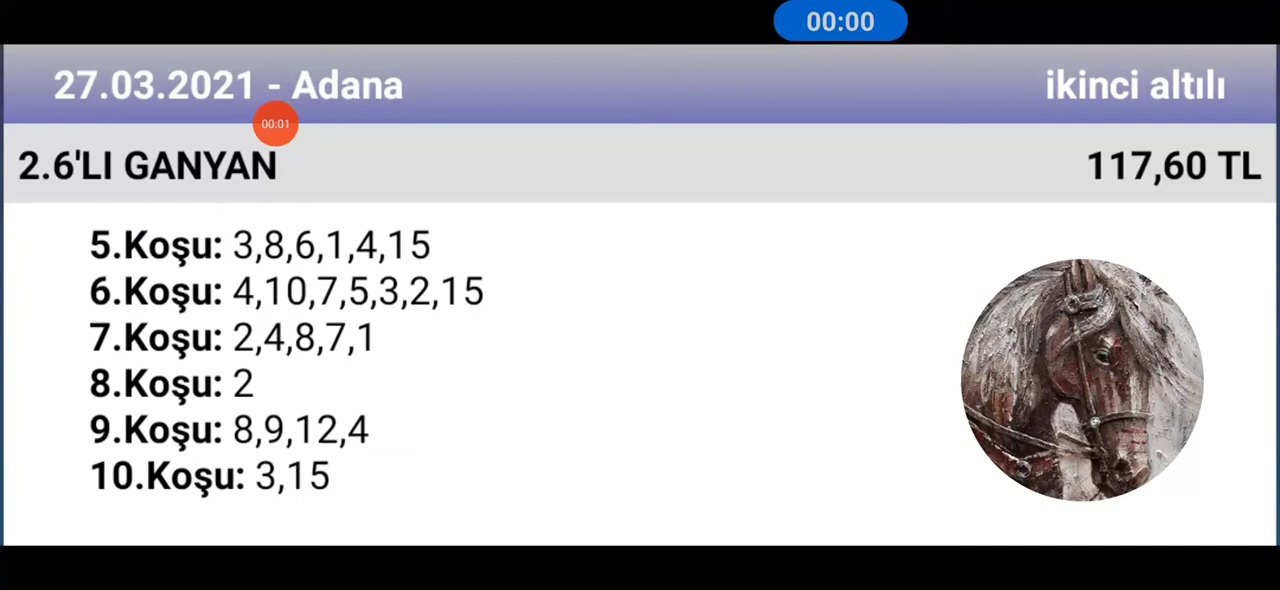 00:00
27.03.2021 - Adana ikinci altılı
00:01
2.6'LI GANYAN 117,60 TL
5.Koşu: 3,8,6,1,4,15
6.Koşu: 4,10,7,5,3,2,15
7.Koşu: 2,4,8,7,1
8.Koşu: 2
9.Koşu: 8,9,12,4
10.Koşu: 3,15